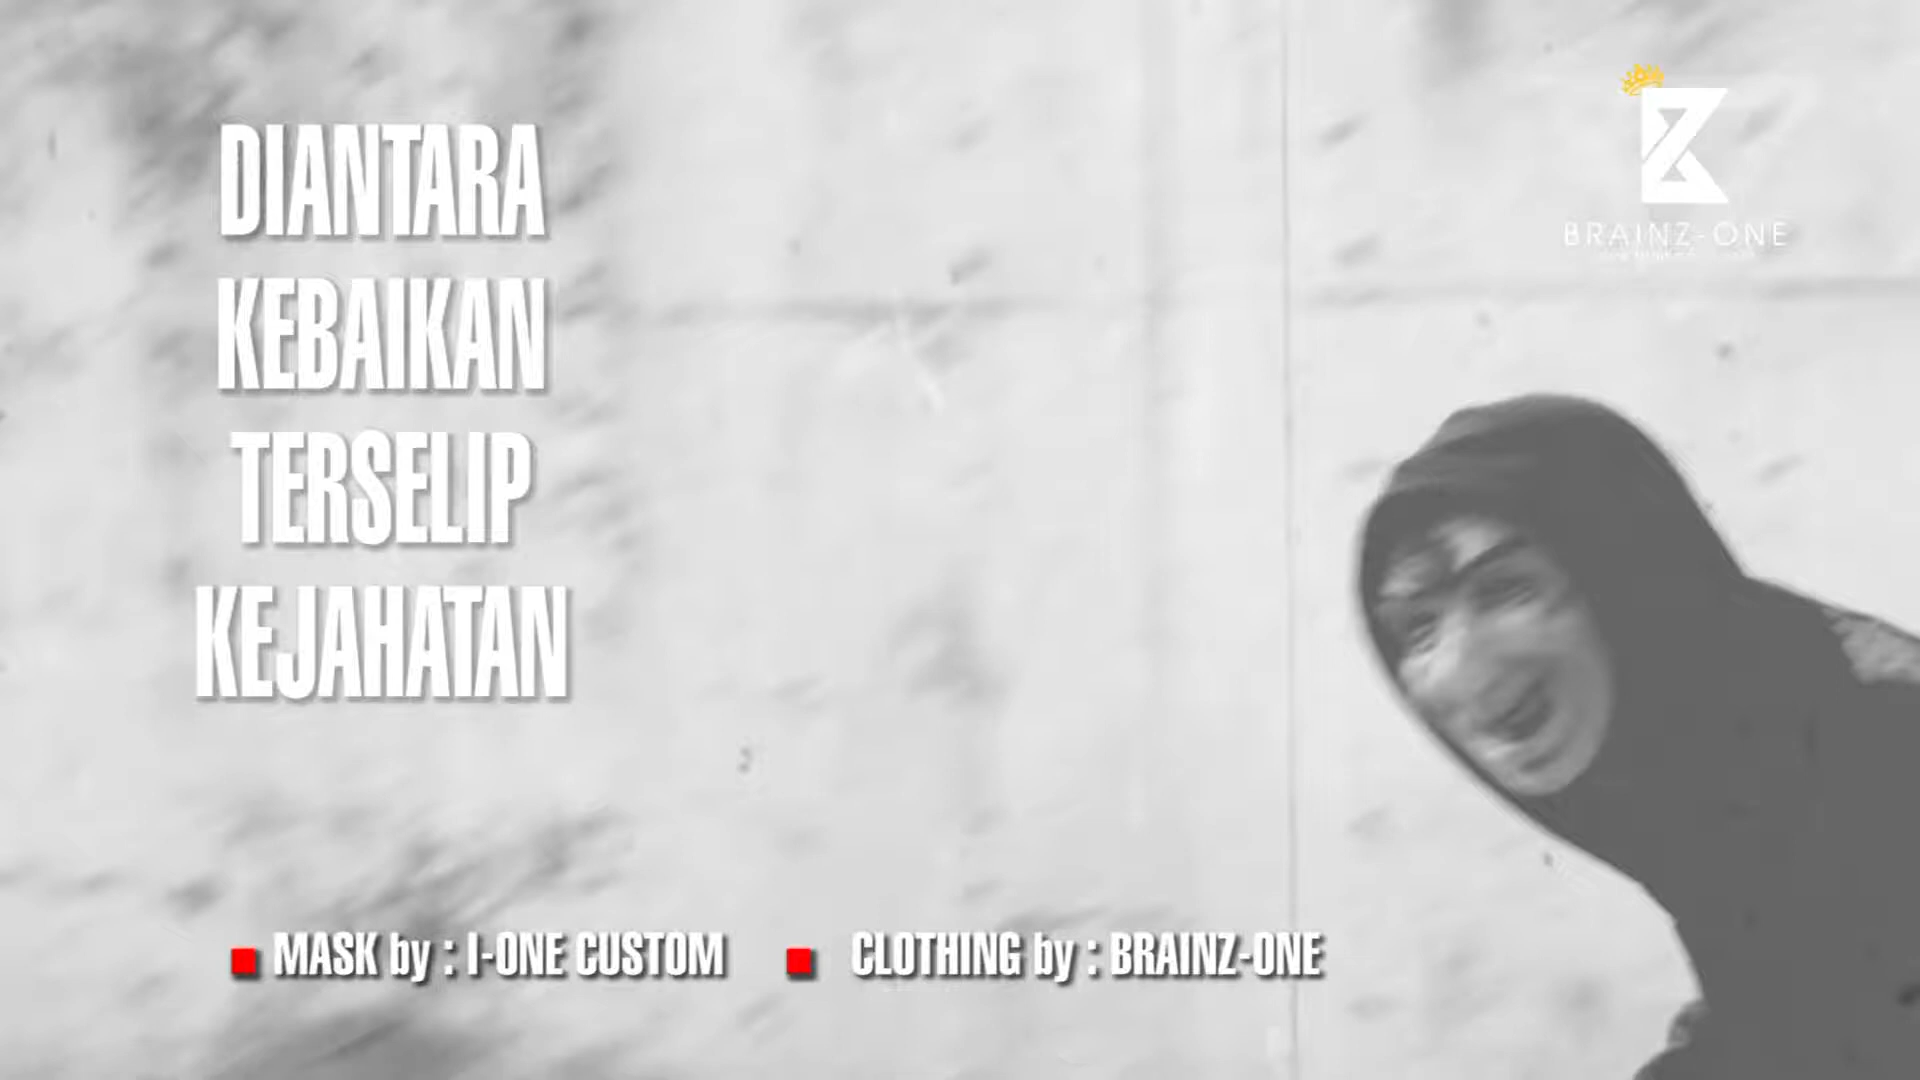 DIANTARA
KEBAIKAN
TERSELIP
KEJAHATAN
BRAINZ-ONE
MASK by : I-ONE CUSTOM
CLOTHING by : BRAINZ-ONE